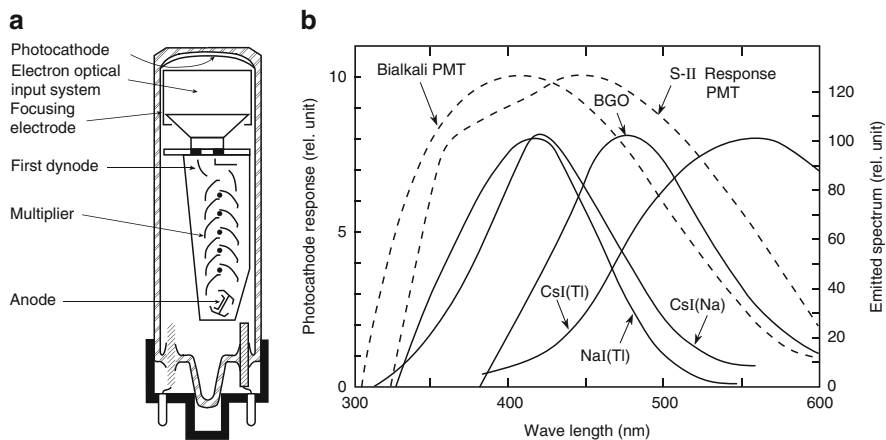 a
Photocathode
Electron optical
input system
Focusing
electrode
First dynode
Multiplier
Anode
b
Photocathode response (rel. unit)
10
5
0
Bialkali PMT
S-II Response
PMT
BGO
CsI(Tl)
NaI(Tl)
CsI(Na)
300
400
500
600
Wave length (nm)
120
100
80
60
40
20
0
Emitted spectrum (rel. unit)